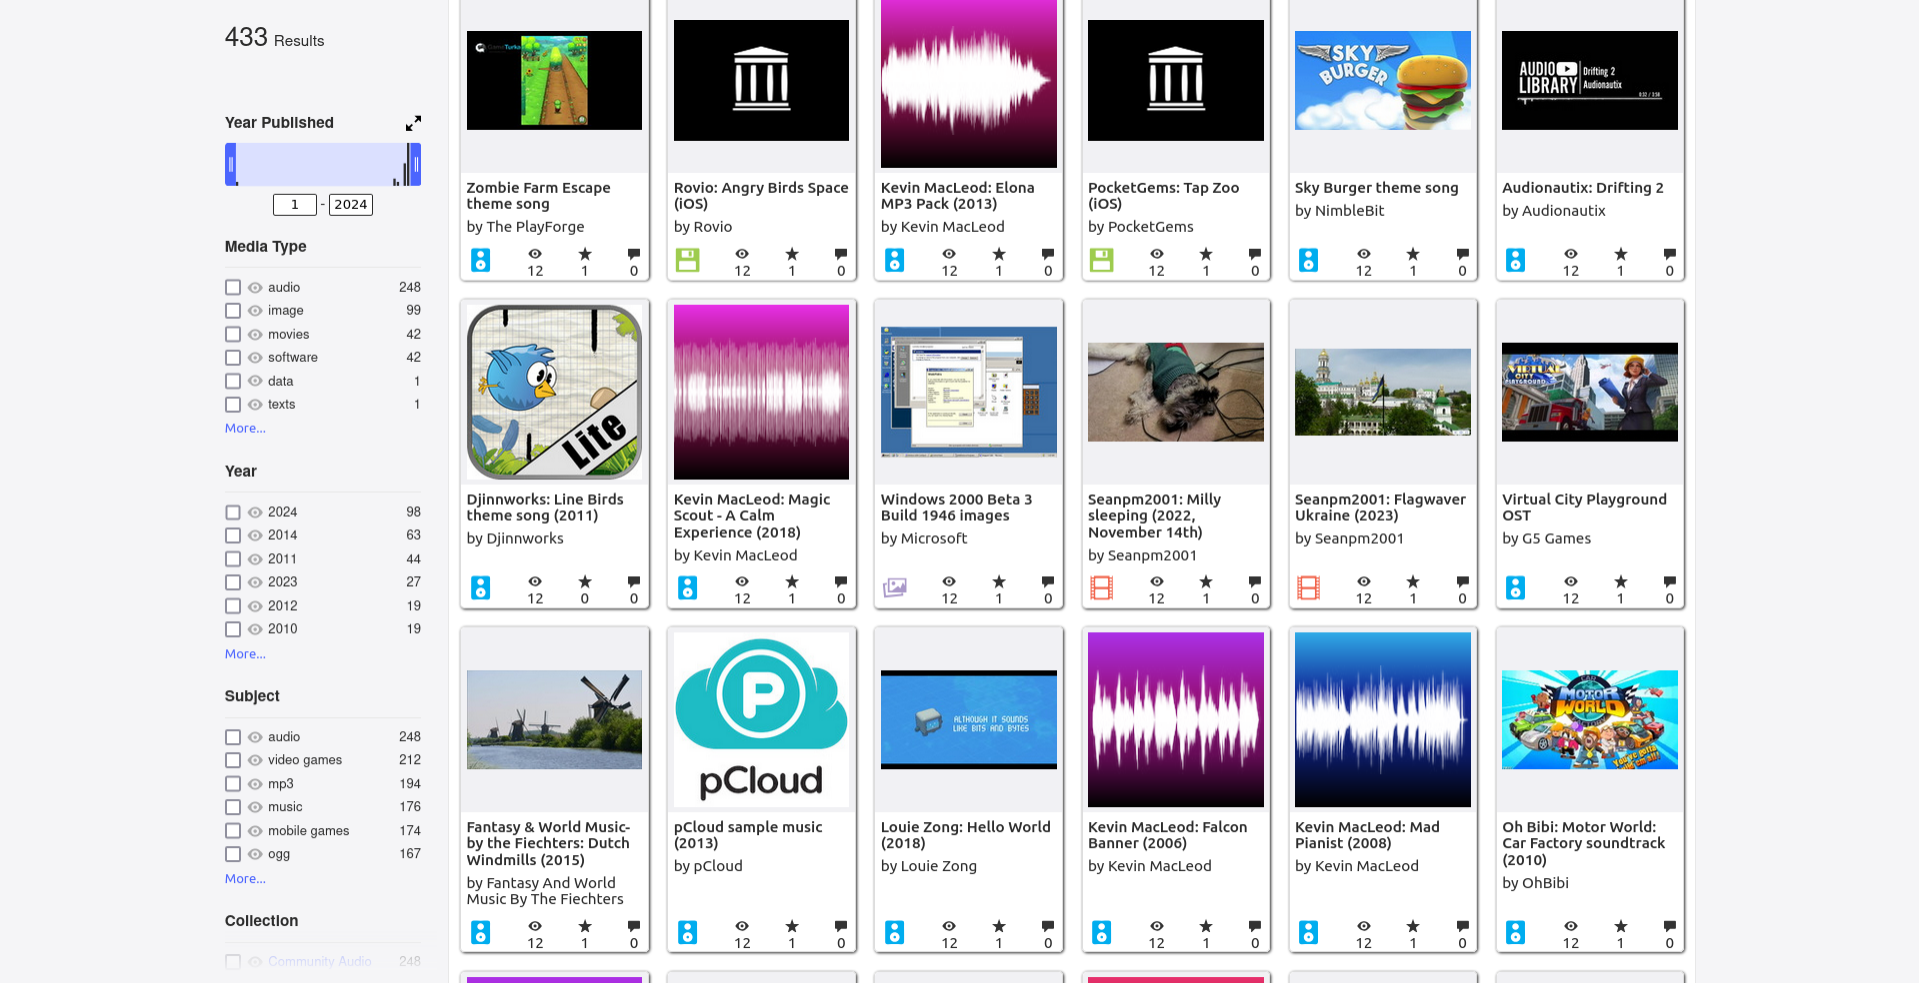 433 Results
Year Published
1 - 2024
Media Type
audio 248
image 99
movies 42
software 42
data 1
texts 1
More...
Year
2024 98
2014 63
2011 44
2023 27
2012 19
2010 19
More...
Subject
audio 248
video games 212
mp3 194
music 176
mobile games 174
ogg 167
More...
Collection
Community Audio 248
Zombie Farm Escape
theme song
by The PlayForge
12 1 0
Rovio: Angry Birds Space
(iOS)
by Rovio
12 1 0
Kevin MacLeod: Elona
MP3 Pack (2013)
by Kevin MacLeod
12 1 0
PocketGems: Tap Zoo
(iOS)
by PocketGems
12 1 0
SKY
BURGER
Sky Burger theme song
by NimbleBit
12 1 0
AUDIO
LIBRARY
Drifting 2
Audionautix
Audionautix: Drifting 2
by Audionautix
12 1 0
Lite
Djinnworks: Line Birds
theme song (2011)
by Djinnworks
12 0 0
Kevin MacLeod: Magic
Scout - A Calm
Experience (2018)
by Kevin MacLeod
12 1 0
Windows 2000 Beta 3
Build 1946 images
by Microsoft
12 1 0
Seanpm2001: Milly
sleeping (2022,
November 14th)
by Seanpm2001
12 1 0
Seanpm2001: Flagwaver
Ukraine (2023)
by Seanpm2001
12 1 0
VIRTUAL
CITY
PLAYGROUND
Virtual City Playground
OST
by G5 Games
12 1 0
Fantasy & World Music-
by the Fiechters: Dutch
Windmills (2015)
by Fantasy And World
Music By The Fiechters
12 1 0
P
pCloud
pCloud sample music
(2013)
by pCloud
12 1 0
ALTHOUGH IT SOUNDS
LIKE BITS AND BYTES
Louie Zong: Hello World
(2018)
by Louie Zong
12 1 0
Kevin MacLeod: Falcon
Banner (2006)
by Kevin MacLeod
12 1 0
Kevin MacLeod: Mad
Pianist (2008)
by Kevin MacLeod
12 1 0
MOTOR
WORLD
Oh Bibi: Motor World:
Car Factory soundtrack
(2010)
by OhBibi
12 1 0